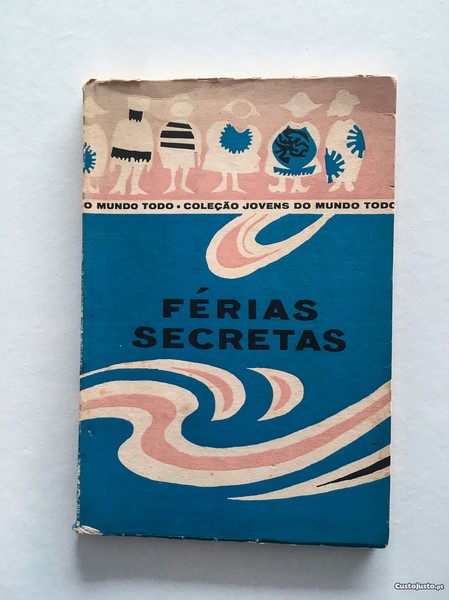 O MUNDO TODO • COLEÇÃO JOVENS DO MUNDO TODO
FÉRIAS
SECRETAS
CustoJusto.pt